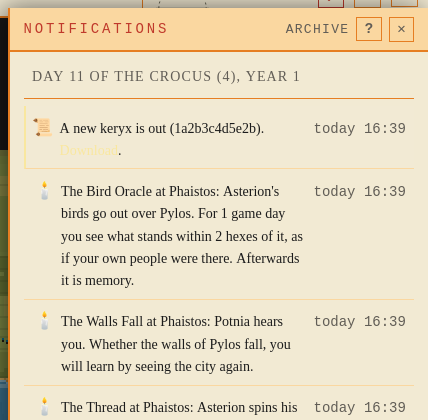 NOTIFICATIONS
ARCHIVE ? ×
DAY 11 OF THE CROCUS (4), YEAR 1
A new keryx is out (1a2b3c4d5e2b). today 16:39
Download.
The Bird Oracle at Phaistos: Asterion's today 16:39
birds go out over Pylos. For 1 game day
you see what stands within 2 hexes of it, as
if your own people were there. Afterwards
it is memory.
The Walls Fall at Phaistos: Potnia hears today 16:39
you. Whether the walls of Pylos fall, you
will learn by seeing the city again.
The Thread at Phaistos: Asterion spins his today 16:39